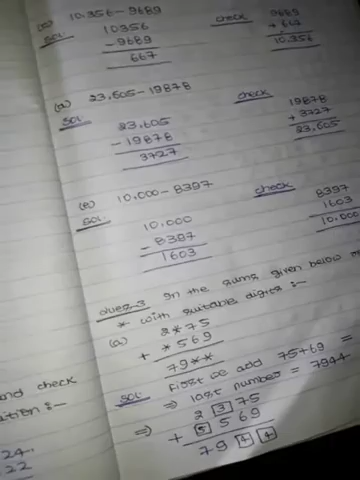 10,356 - 9689
Sol:
10356
- 9689
667
check
9689
+ 667
10,356
(d) 23,605 - 19878
Sol:
23,605
- 19878
3727
check
19878
+ 3727
23,605
(e) 10,000 - 8397
Sol:
10,000
- 8397
1603
check
8397
1603
10,000
Ques-3 In the sums given below
* with suitable digits :-
(a) 2*75
+ *569
79**
Sol: First we add 75+69 =
⇒ last number = 7944
⇒ 2 3 75
+ 5 569
79 4 4
and check
ution :-
24
22